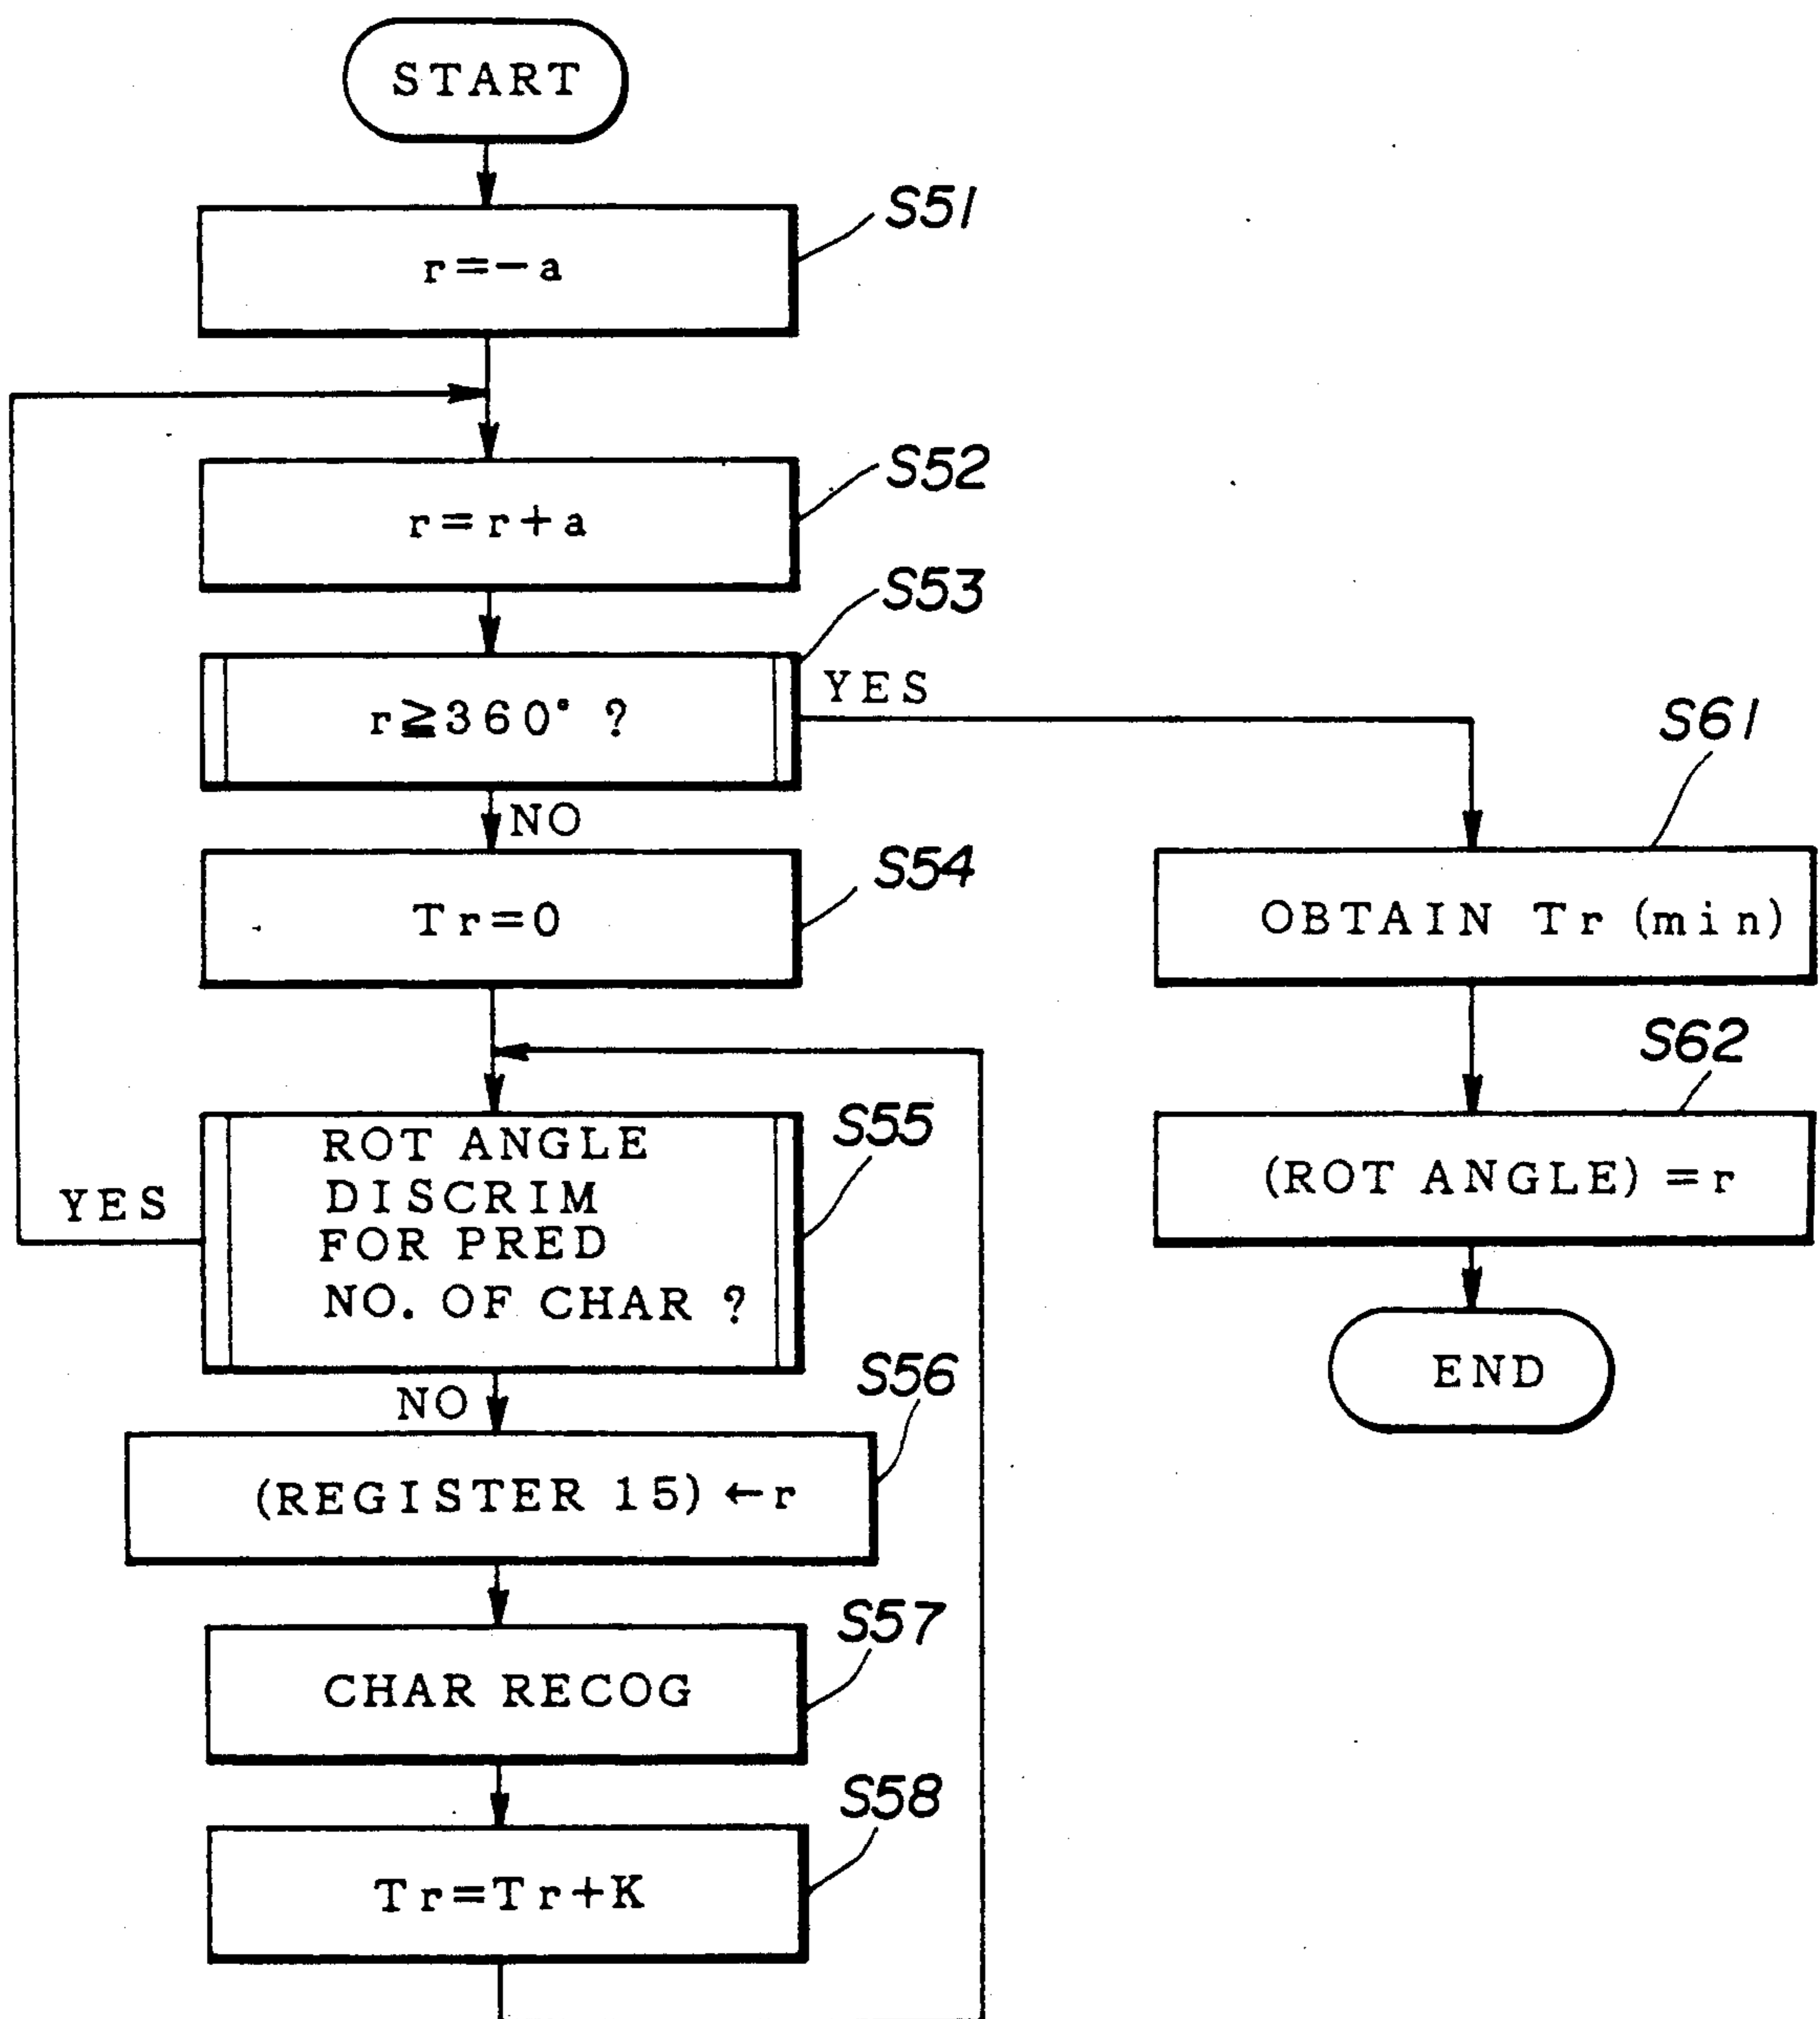 START
S51
r=-a
S52
r=r+a
S53
r≧360° ?
YES
NO
S54
Tr=0
S55
ROT ANGLE
DISCRIM
FOR PRED
NO. OF CHAR ?
YES
NO
S56
(REGISTER 15) ←r
S57
CHAR RECOG
S58
Tr=Tr+K
S61
OBTAIN Tr (min)
S62
(ROT ANGLE) =r
END